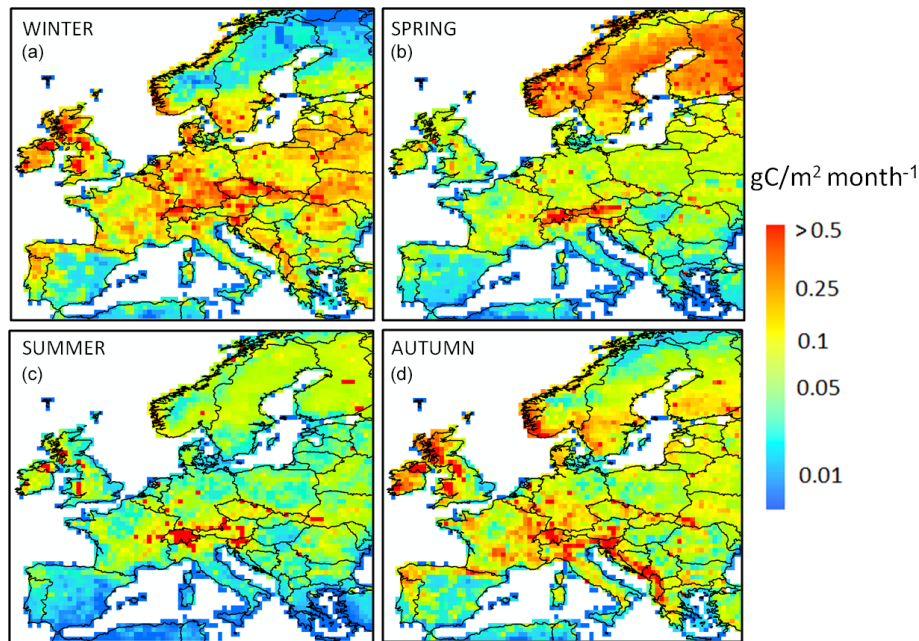 WINTER
(a)
SPRING
(b)
gC/m² month⁻¹
>0.5
0.25
0.1
0.05
0.01
SUMMER
(c)
AUTUMN
(d)